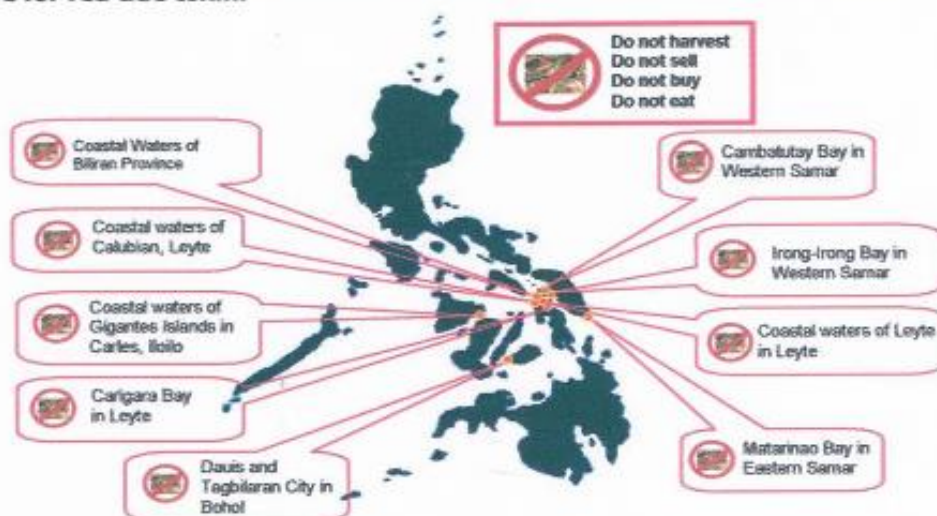 Do not harvest
Do not sell
Do not buy
Do not eat
Coastal Waters of
Biliran Province
Cambatutay Bay in
Western Samar
Coastal waters of
Calubian, Leyte
Irong-Irong Bay in
Western Samar
Coastal waters of
Gigantes Islands in
Carles, Iloilo
Coastal waters of Leyte
in Leyte
Carigara Bay
in Leyte
Matarinao Bay in
Eastern Samar
Dauis and
Tagbilaran City in
Bohol